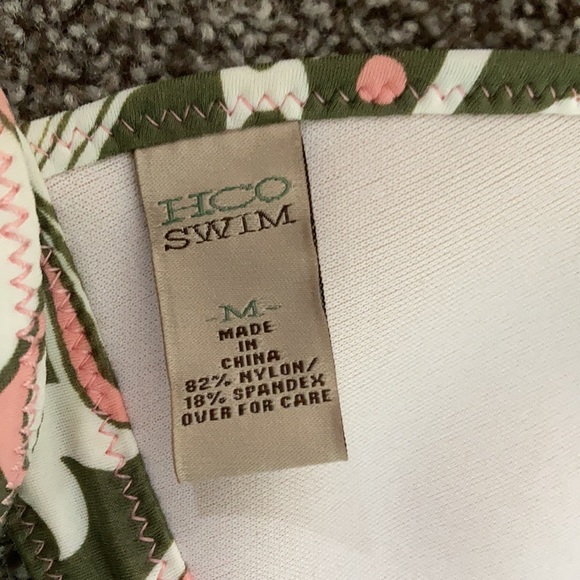 HCO
SWIM
-M-
MADE
IN
CHINA
82% NYLON/
18% SPANDEX
OVER FOR CARE